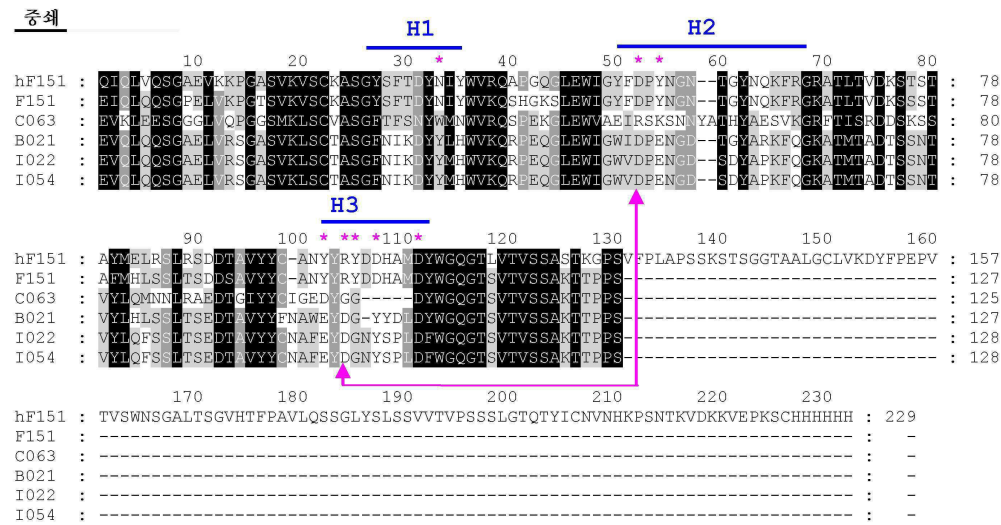 중쇄
H1 H2
10 20 30 * 40 50 * * 60 70 80
hF151 : QIQLVQSGAEVKKPGASVKVSCKASGYSFTDYNIYWVRQAPGQGLEWIGYFDPYNGN--TGYNQKFRGRATLTVDKSTST : 78
F151 : EIQLQQSGPELVKPGTSVKVSCKASGYSFTDYNIYWVKQSHGKSLEWIGYFDPYNGN--TGYNQKFRGKATLTVDKSSST : 78
C063 : EVKLEESGGGLVQPGGSMKLSCVASGFTFSNYWMNWVRQSPEKGLEWVAEIRSKSNNYATHYAESVKGRFTISRDDSKSS : 80
B021 : EVQLQQSGAELVRSGASVKLSCTASGFNIKDYYLHWVKQRPEQGLEWIGWIDPENGD--TGYAPKFQGKATMTADTSSNT : 78
I022 : EVQLQQSGAELVRSGASVKLSCTASGFNIKDYYMHWVKQRPEQGLEWIGWVDPENGD--SDYAPKFQGKATMTADTSSNT : 78
I054 : EVQLQQSGAELVRSGASVKLSCTASGFNIKDYYMHWVKQRPEQGLEWIGWVDPENGD--SDYAPKFQGKATMTADTSSNT : 78
H3
90 100 * ** * * 110 120 130 140 150 160
hF151 : AYMELRSLRSDDTAVYYC-ANYYRYDDHAMDYWGQGTLVTVSSASTKGPSVFPLAPSSKSTSGGTAALGCLVKDYFPEPV : 157
F151 : AFMHLSSLTSDDSAVYYC-ANYYRYDDHAMDYWGQGTSVTVSSAKTTPPS------------------------------ : 127
C063 : VYLQMNNLRAEDTGIYYCIGEDYGG-----DYWGQGTSVTVSSAKTTPPS------------------------------ : 125
B021 : VYLHLSSLTSEDTAVYYFNAWEYDG-YYDLDYWGQGTSVTVSSAKTTPPS------------------------------ : 127
I022 : VYLQFSSLTSEDTAVYYCNAFEYDGNYSPLDFWGQGTSVTVSSAKTTPPS------------------------------ : 128
I054 : VYLQFSSLTSEDTAVYYCNAFEYDGNYSPLDFWGQGTSVTVSSAKTTPPS------------------------------ : 128
170 180 190 200 210 220 230
hF151 : TVSWNSGALTSGVHTFPAVLQSSGLYSLSSVVTVPSSSLGTQTYICNVNHKPSNTKVDKKVEPKSCHHHHHH : 229
F151 : ------------------------------------------------------------------------ : -
C063 : ------------------------------------------------------------------------ : -
B021 : ------------------------------------------------------------------------ : -
I022 : ------------------------------------------------------------------------ : -
I054 : ------------------------------------------------------------------------ : -